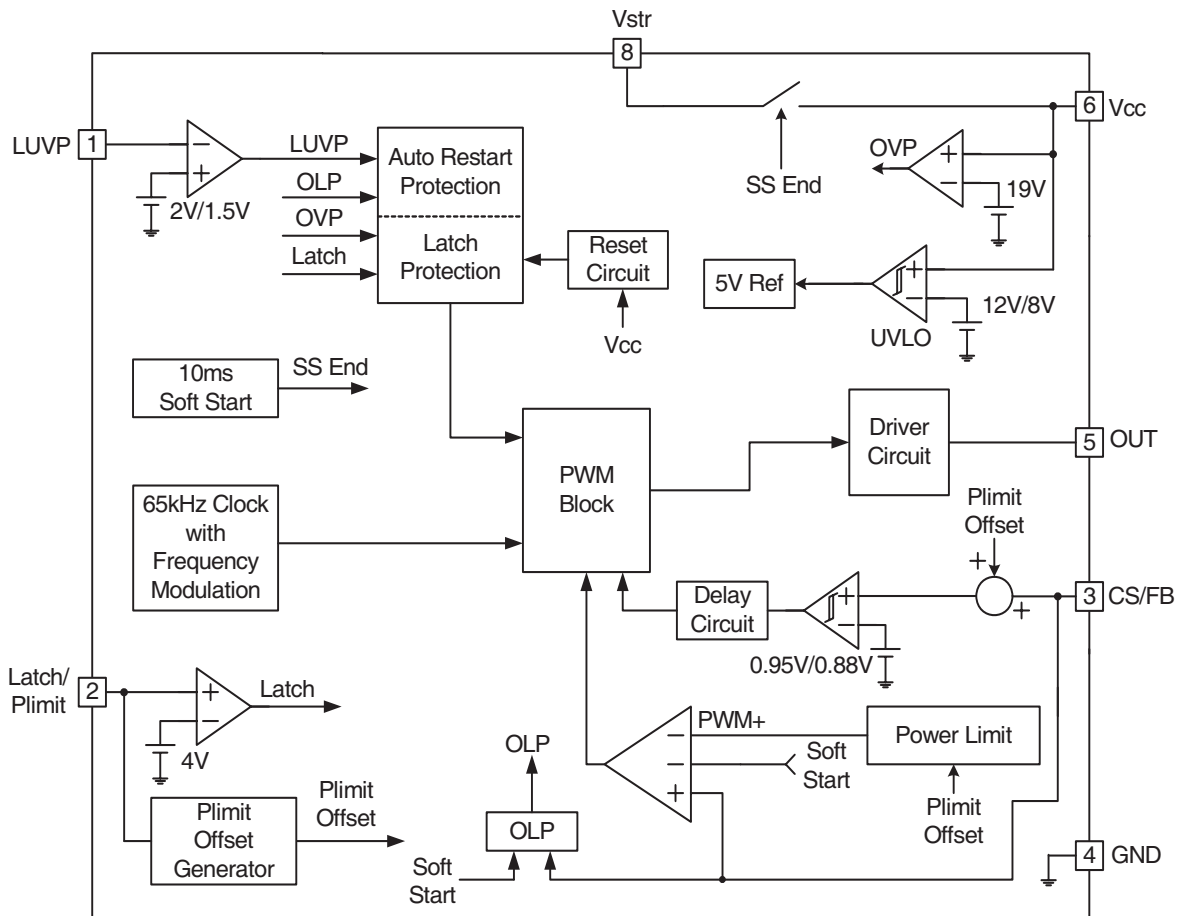 Vstr
8
6
Vcc
LUVP
1
−
+
2V/1.5V
LUVP
OLP
OVP
Latch
Auto Restart
Protection
Latch
Protection
Reset
Circuit
Vcc
SS End
OVP
+
−
19V
5V Ref
+
−
UVLO
12V/8V
10ms
Soft Start
SS End
PWM
Block
Driver
Circuit
5
OUT
65kHz Clock
with
Frequency
Modulation
Plimit
Offset
+
+
3
CS/FB
Delay
Circuit
+
−
0.95V/0.88V
Latch/
Plimit
2
+
−
4V
Latch
PWM+
−
−
+
Soft
Start
Power Limit
Plimit
Offset
OLP
OLP
Soft
Start
Plimit
Offset
Generator
Plimit
Offset
4
GND